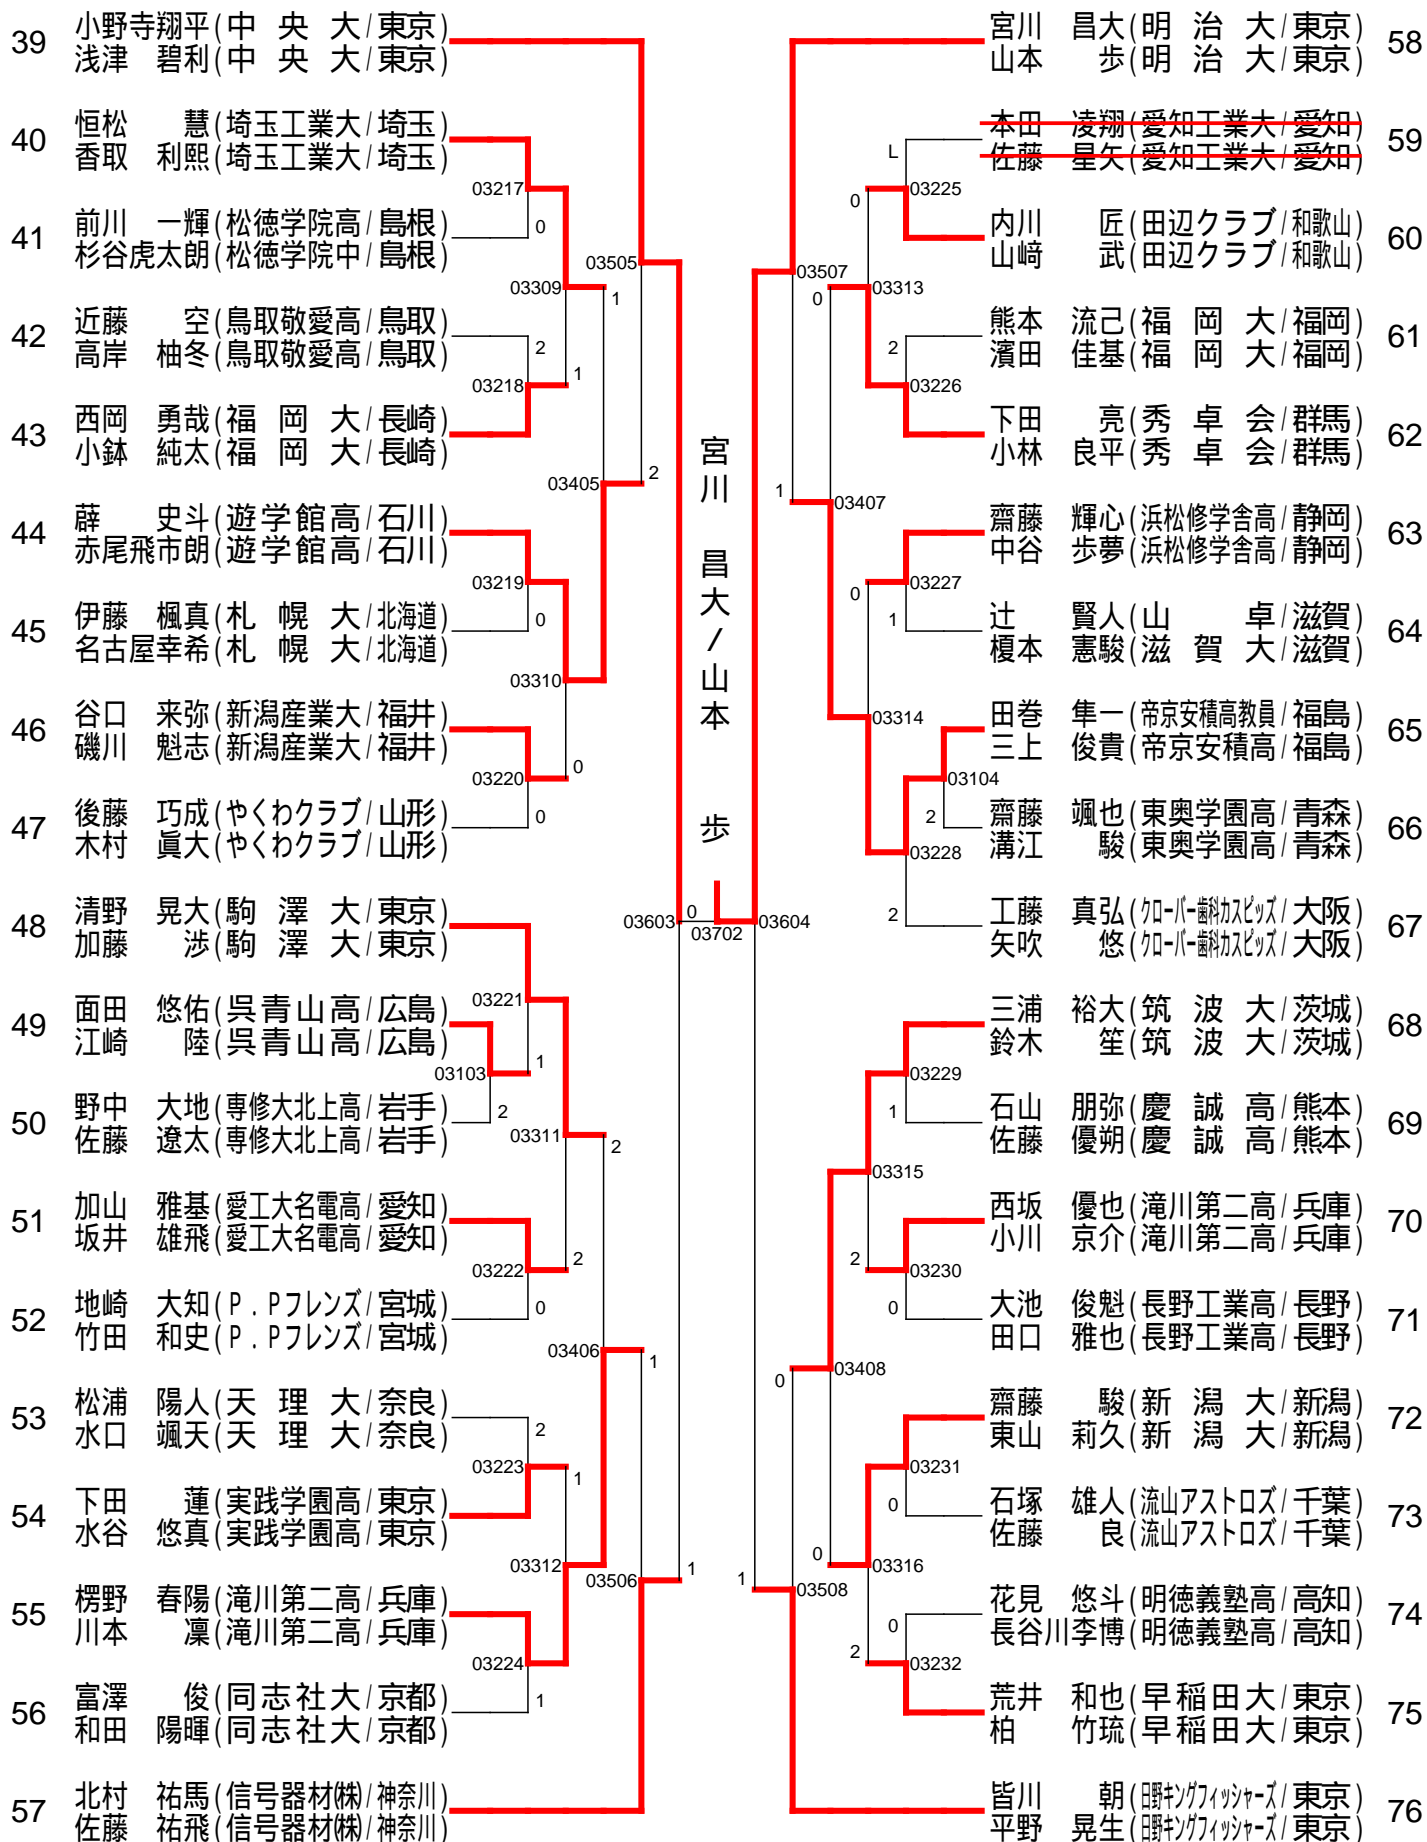 39 小野寺翔平(中央大/東京)
浅津 碧利(中央大/東京)
40 恒松 慧(埼玉工業大/埼玉)
香取 利熙(埼玉工業大/埼玉)
03217
0
41 前川 一輝(松徳学院高/島根)
杉谷虎太朗(松徳学院中/島根)
03505
03309
1
42 近藤 空(鳥取敬愛高/鳥取)
高岸 柚冬(鳥取敬愛高/鳥取)
2
03218
1
43 西岡 勇哉(福岡大/長崎)
小鉢 純太(福岡大/長崎)
03405
2
44 薛 史斗(遊学館高/石川)
赤尾飛市朗(遊学館高/石川)
03219
0
45 伊藤 楓真(札幌大/北海道)
名古屋幸希(札幌大/北海道)
03310
46 谷口 来弥(新潟産業大/福井)
磯川 魁志(新潟産業大/福井)
03220
0
0
47 後藤 巧成(やくわクラブ/山形)
木村 眞大(やくわクラブ/山形)
48 清野 晃大(駒澤大/東京)
加藤 渉(駒澤大/東京)
03603
0
03702
03604
03221
49 面田 悠佑(呉青山高/広島)
江崎 陸(呉青山高/広島)
1
03103
2
50 野中 大地(専修大北上高/岩手)
佐藤 遼太(専修大北上高/岩手)
03311
2
51 加山 雅基(愛工大名電高/愛知)
坂井 雄飛(愛工大名電高/愛知)
03222
2
0
52 地崎 大知(P.Pフレンズ/宮城)
竹田 和史(P.Pフレンズ/宮城)
03406
1
53 松浦 陽人(天理大/奈良)
水口 颯天(天理大/奈良)
2
03223
1
54 下田 蓮(実践学園高/東京)
水谷 悠真(実践学園高/東京)
03312
03506
1
55 楞野 春陽(滝川第二高/兵庫)
川本 凜(滝川第二高/兵庫)
03224
1
56 富澤 俊(同志社大/京都)
和田 陽暉(同志社大/京都)
57 北村 祐馬(信号器材㈱/神奈川)
佐藤 祐飛(信号器材㈱/神奈川)
宮川 昌大/山本 歩
宮川 昌大(明治大/東京) 58
山本 歩(明治大/東京)
本田 凌翔(愛知工業大/愛知) 59
佐藤 星矢(愛知工業大/愛知)
L
03225
0
内川 匠(田辺クラブ/和歌山) 60
山﨑 武(田辺クラブ/和歌山)
03507
03313
0
熊本 流己(福岡大/福岡) 61
濱田 佳基(福岡大/福岡)
2
03226
下田 亮(秀卓会/群馬) 62
小林 良平(秀卓会/群馬)
1
03407
齋藤 輝心(浜松修学舎高/静岡) 63
中谷 歩夢(浜松修学舎高/静岡)
03227
0
1
辻 賢人(山卓/滋賀) 64
榎本 憲駿(滋賀大/滋賀)
03314
田巻 隼一(帝京安積高教員/福島) 65
三上 俊貴(帝京安積高/福島)
03104
2
齋藤 颯也(東奥学園高/青森) 66
溝江 駿(東奥学園高/青森)
03228
2
工藤 真弘(クローバー歯科カスピッズ/大阪) 67
矢吹 悠(クローバー歯科カスピッズ/大阪)
三浦 裕大(筑波大/茨城) 68
鈴木 笙(筑波大/茨城)
03229
1
石山 朋弥(慶誠高/熊本) 69
佐藤 優朔(慶誠高/熊本)
03315
西坂 優也(滝川第二高/兵庫) 70
小川 京介(滝川第二高/兵庫)
2
03230
0
大池 俊魁(長野工業高/長野) 71
田口 雅也(長野工業高/長野)
03408
0
齋藤 駿(新潟大/新潟) 72
東山 莉久(新潟大/新潟)
03231
0
石塚 雄人(流山アストロズ/千葉) 73
佐藤 良(流山アストロズ/千葉)
0
03316
1
03508
花見 悠斗(明徳義塾高/高知) 74
長谷川李博(明徳義塾高/高知)
0
2
03232
荒井 和也(早稲田大/東京) 75
柏 竹琉(早稲田大/東京)
皆川 朝(日野キングフィッシャーズ/東京) 76
平野 晃生(日野キングフィッシャーズ/東京)